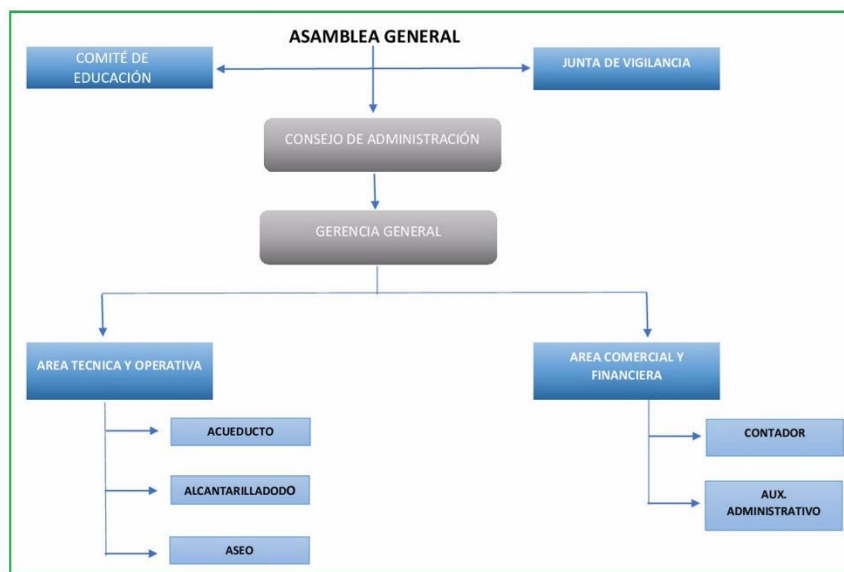 ASAMBLEA GENERAL
COMITÉ DE
EDUCACIÓN
JUNTA DE VIGILANCIA
CONSEJO DE ADMINISTRACIÓN
GERENCIA GENERAL
AREA TECNICA Y OPERATIVA
AREA COMERCIAL Y
FINANCIERA
ACUEDUCTO
CONTADOR
ALCANTARILLADODO
AUX.
ADMINISTRATIVO
ASEO